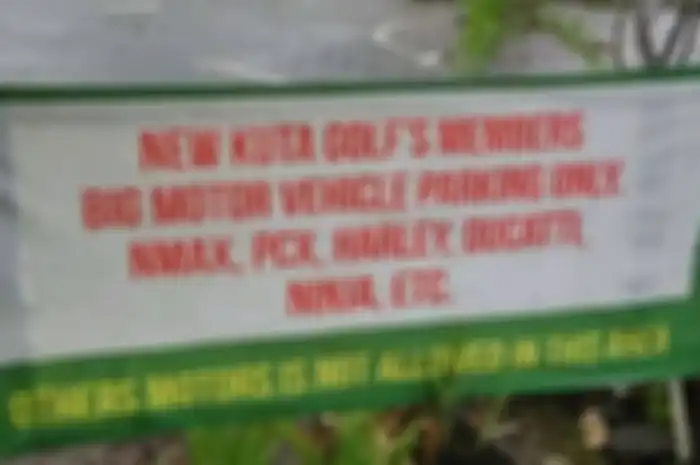 NEW KUTA GOLF'S MEMBERS
BIG MOTOR VEHICLE PARKING ONLY.
NMAX, PCX, HARLEY, DUCATTI,
NINJA, ETC.
OTHERS MOTORS IS NOT ALLOWED IN THIS